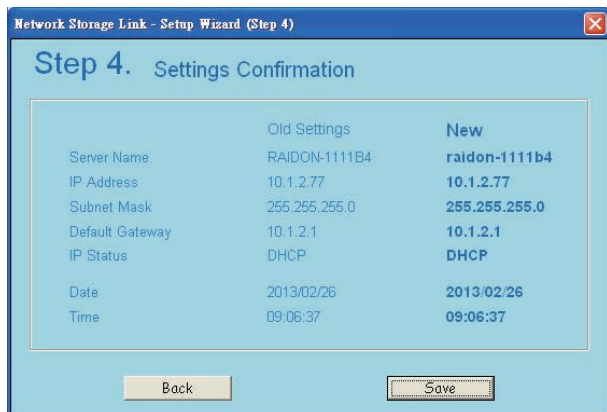 Network Storage Link - Setup Wizard (Step 4)
Step 4. Settings Confirmation
Old Settings New
Server Name RAIDON-1111B4 raidon-1111b4
IP Address 10.1.2.77 10.1.2.77
Subnet Mask 255.255.255.0 255.255.255.0
Default Gateway 10.1.2.1 10.1.2.1
IP Status DHCP DHCP
Date 2013/02/26 2013/02/26
Time 09:06:37 09:06:37
Back Save